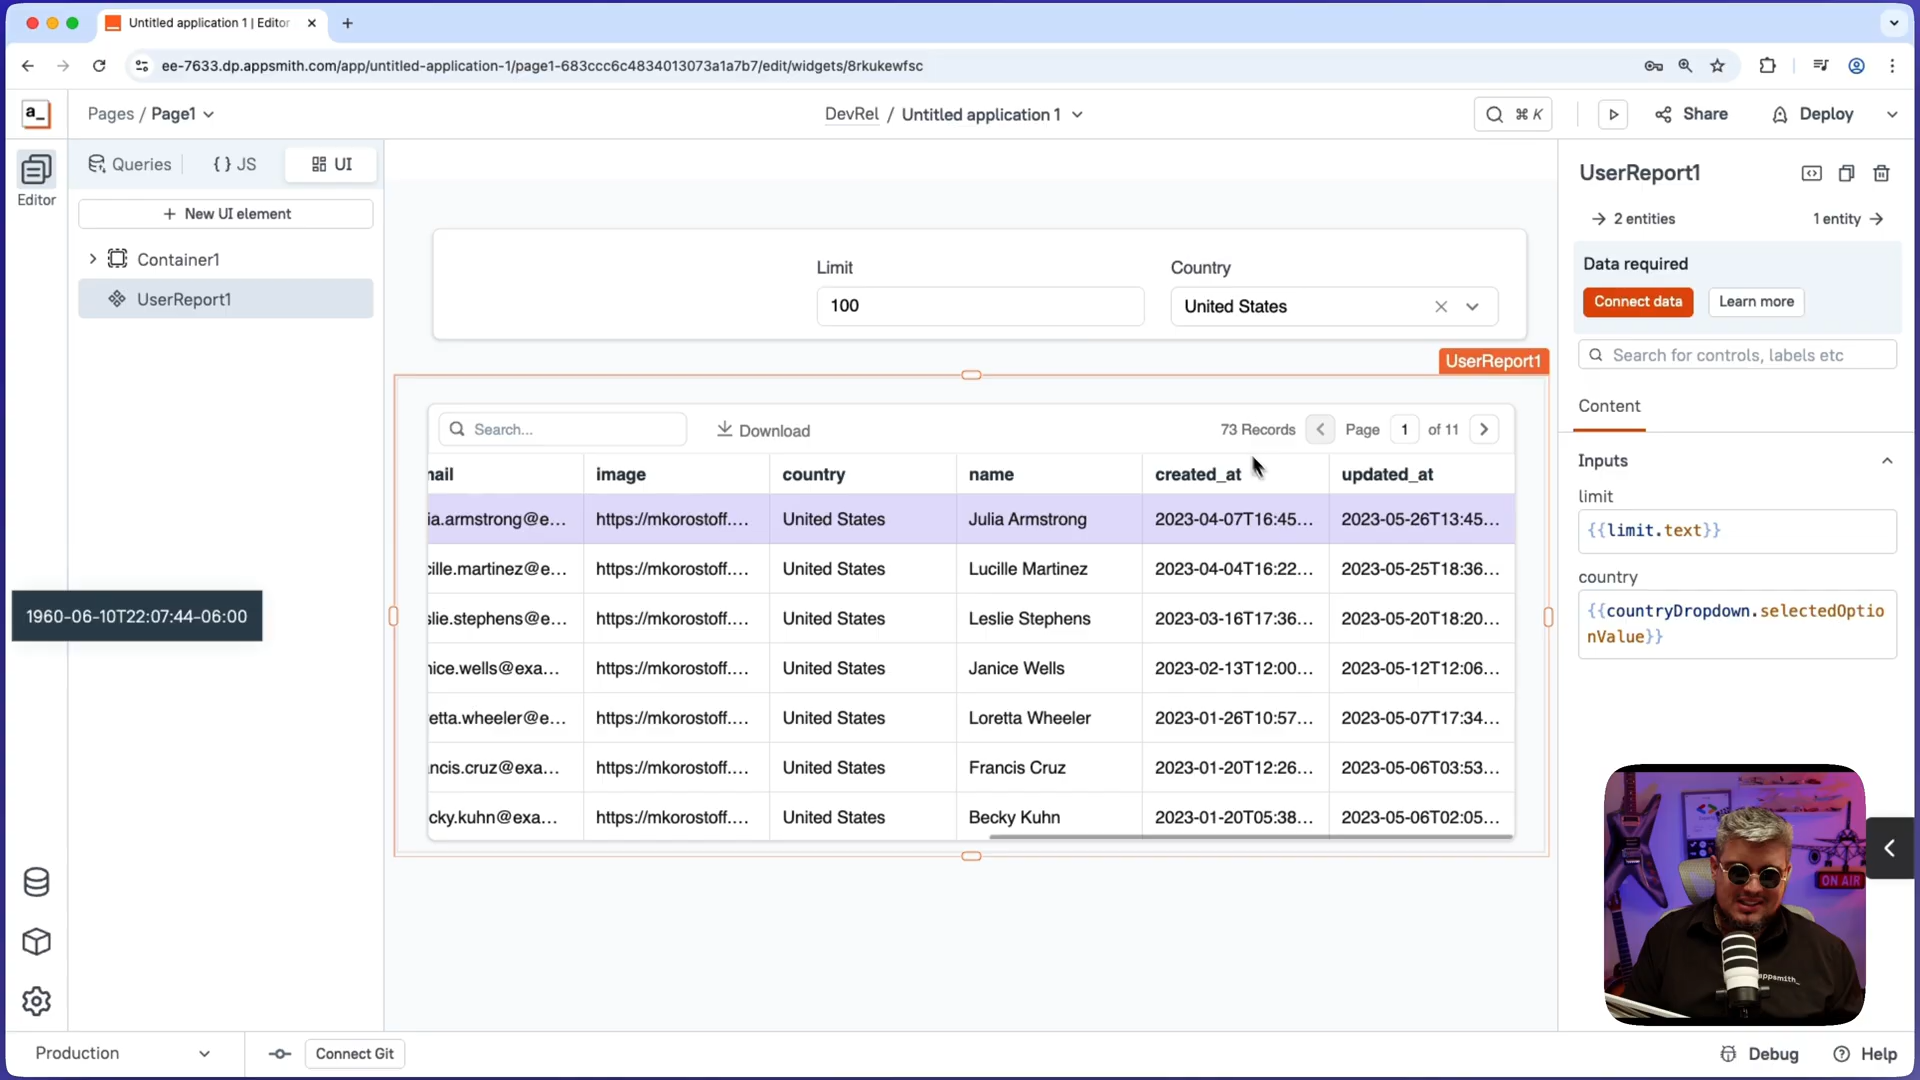 Untitled application 1 | Editor
ee-7633.dp.appsmith.com/app/untitled-application-1/page1-683ccc6c4834013073a1a7b7/edit/widgets/8rkukewfsc
a_
Pages / Page1
DevRel / Untitled application 1
⌘ K
Share
Deploy
Editor
Queries
{ } JS
UI
+ New UI element
Container1
UserReport1
1960-06-10T22:07:44-06:00
Limit
100
Country
United States
UserReport1
Search...
Download
73 Records
Page 1 of 11
nail image country name created_at updated_at
ia.armstrong@e... https://mkorostoff.... United States Julia Armstrong 2023-04-07T16:45... 2023-05-26T13:45...
cille.martinez@e... https://mkorostoff.... United States Lucille Martinez 2023-04-04T16:22... 2023-05-25T18:36...
slie.stephens@e... https://mkorostoff.... United States Leslie Stephens 2023-03-16T17:36... 2023-05-20T18:20...
nice.wells@exa... https://mkorostoff.... United States Janice Wells 2023-02-13T12:00... 2023-05-12T12:06...
etta.wheeler@e... https://mkorostoff.... United States Loretta Wheeler 2023-01-26T10:57... 2023-05-07T17:34...
ncis.cruz@exa... https://mkorostoff.... United States Francis Cruz 2023-01-20T12:26... 2023-05-06T03:53...
cky.kuhn@exa... https://mkorostoff.... United States Becky Kuhn 2023-01-20T05:38... 2023-05-06T02:05...
UserReport1
2 entities
1 entity
Data required
Connect data
Learn more
Search for controls, labels etc
Content
Inputs
limit
{{limit.text}}
country
{{countryDropdown.selectedOptio
nValue}}
ON AIR
appsmith_
Production
Connect Git
Debug
Help